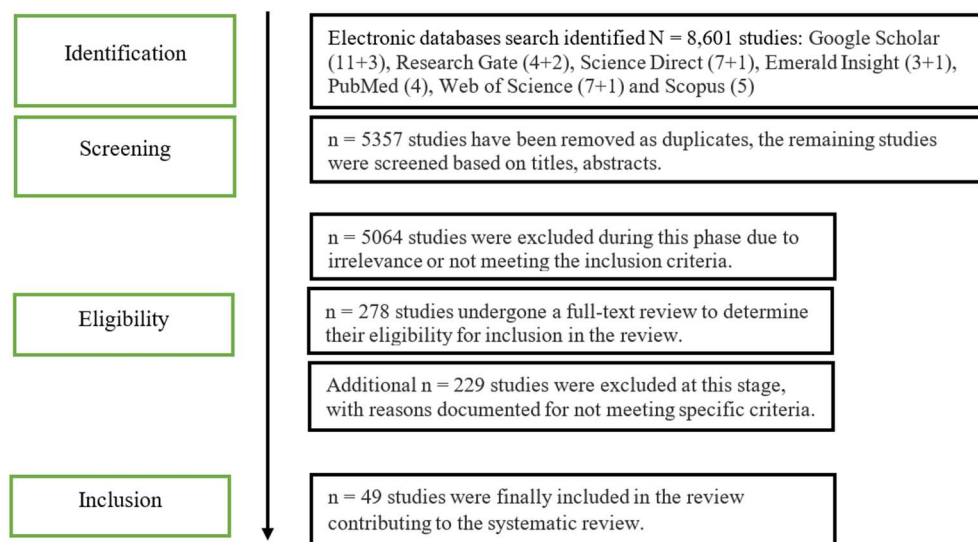 Identification
Electronic databases search identified N = 8,601 studies: Google Scholar
(11+3), Research Gate (4+2), Science Direct (7+1), Emerald Insight (3+1),
PubMed (4), Web of Science (7+1) and Scopus (5)
Screening
n = 5357 studies have been removed as duplicates, the remaining studies
were screened based on titles, abstracts.
n = 5064 studies were excluded during this phase due to
irrelevance or not meeting the inclusion criteria.
Eligibility
n = 278 studies undergone a full-text review to determine
their eligibility for inclusion in the review.
Additional n = 229 studies were excluded at this stage,
with reasons documented for not meeting specific criteria.
Inclusion
n = 49 studies were finally included in the review
contributing to the systematic review.